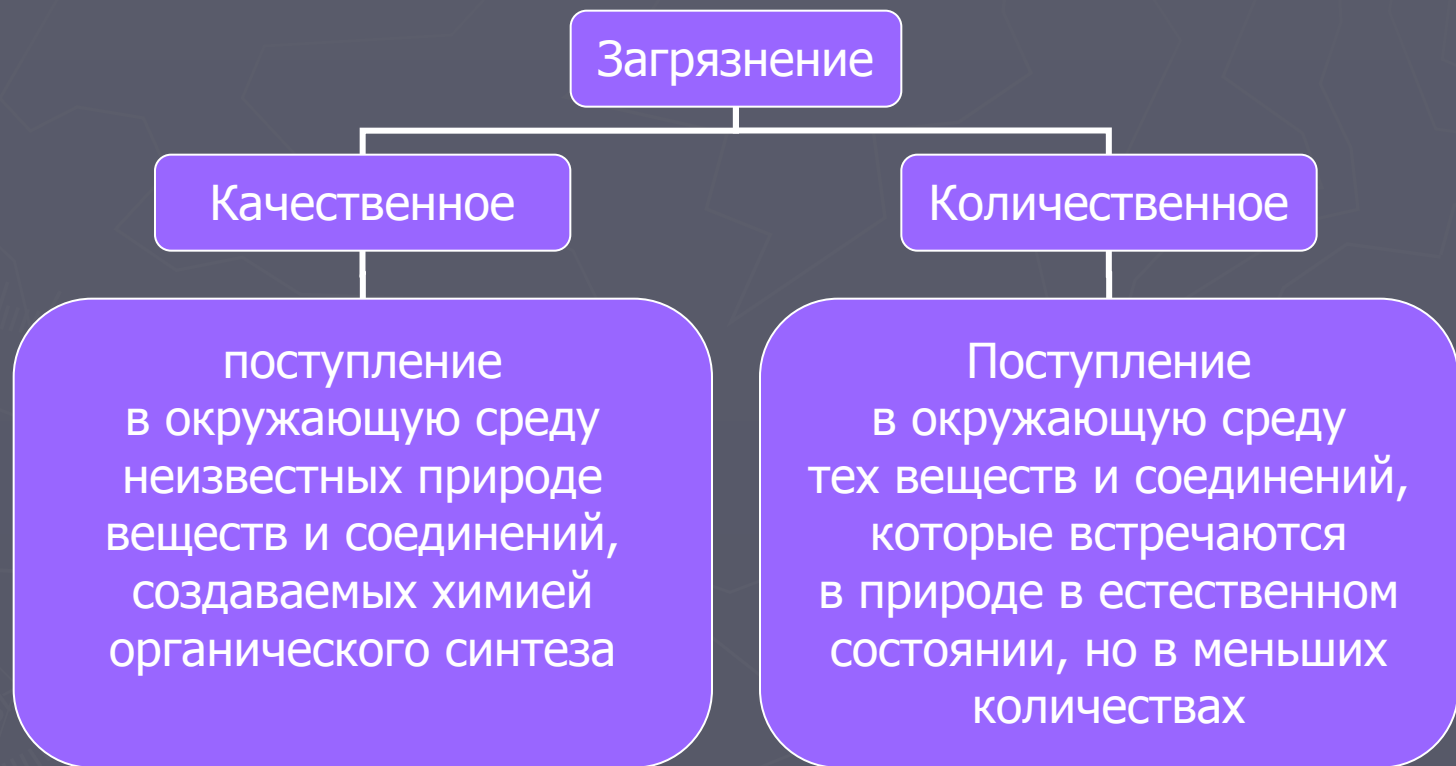 Загрязнение
Качественное
Количественное
поступление
в окружающую среду
неизвестных природе
веществ и соединений,
создаваемых химией
органического синтеза
Поступление
в окружающую среду
тех веществ и соединений,
которые встречаются
в природе в естественном
состоянии, но в меньших
количествах